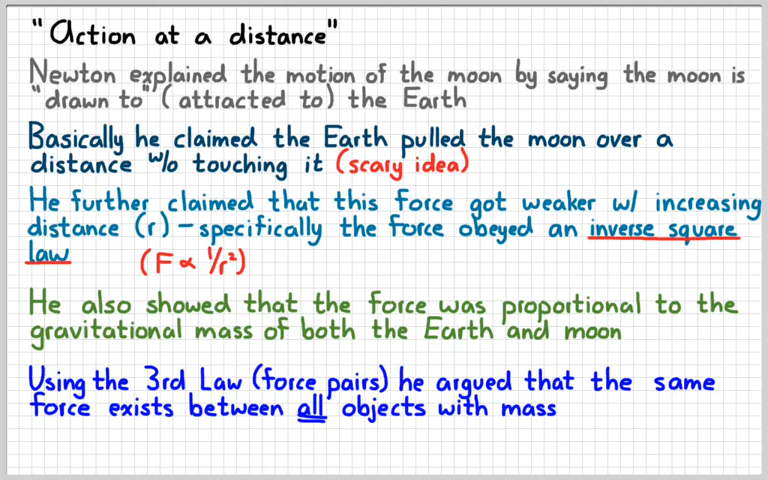 "Action at a distance"
Newton explained the motion of the moon by saying the moon is
"drawn to" (attracted to) the Earth
Basically he claimed the Earth pulled the moon over a
distance w/o touching it (scary idea)
He further claimed that this force got weaker w/ increasing
distance (r) – specifically the force obeyed an inverse square
law (F ∝ 1/r²)
He also showed that the force was proportional to the
gravitational mass of both the Earth and moon
Using the 3rd Law (force pairs) he argued that the same
force exists between all objects with mass